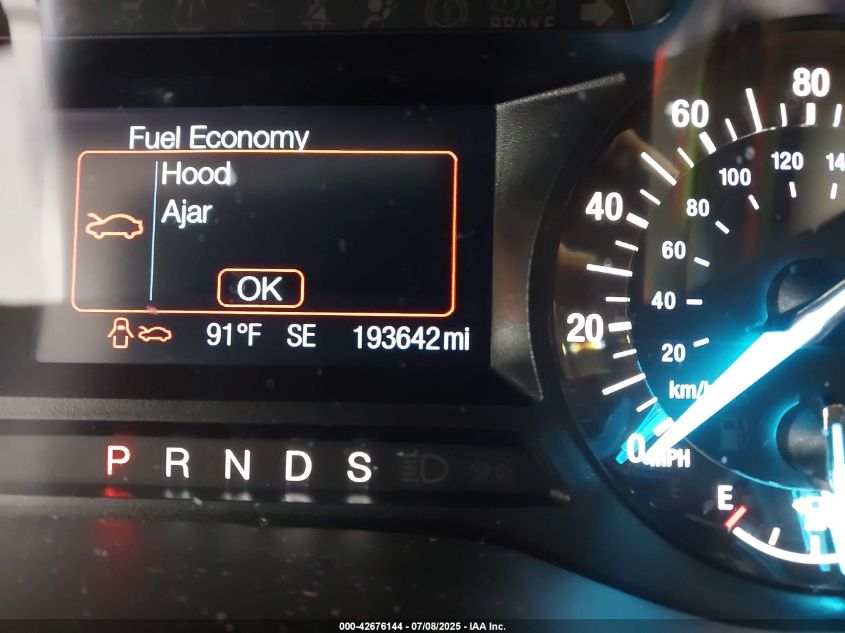 BRAKE
Fuel Economy
Hood
Ajar
OK
91°F SE 193642mi
P R N D S
0 20 40 60 80
MPH
20 40 60 80 100 120
km/h
E
000-42676144 - 07/08/2025 - IAA Inc.